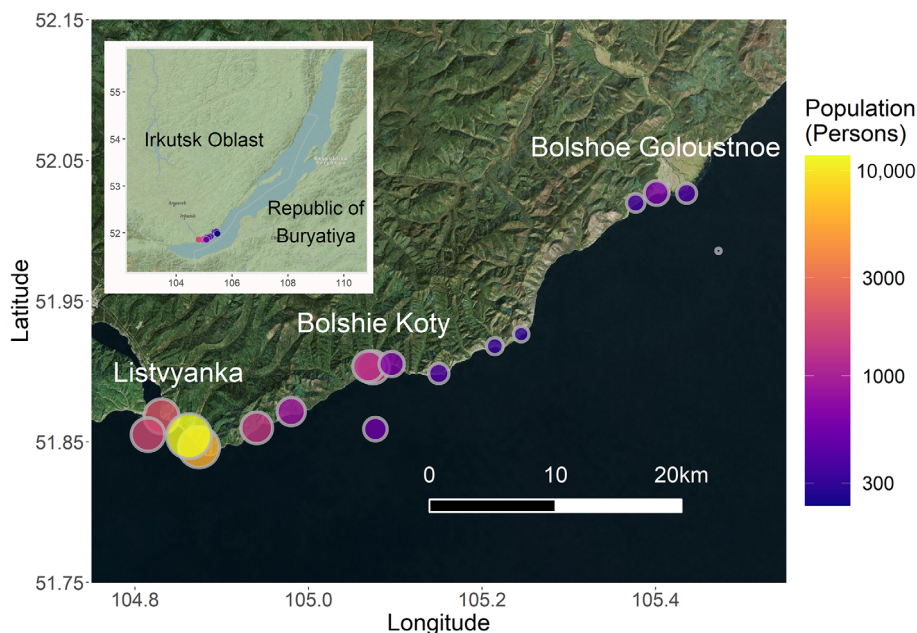 52.15
52.05
51.95
51.85
51.75
Latitude
104.8
105.0
105.2
105.4
Longitude
55
54
53
52
104
106
108
110
Irkutsk Oblast
Republic of
Buryatiya
Bolshoe Goloustnoe
Bolshie Koty
Listvyanka
0
10
20km
Population
(Persons)
10,000
3000
1000
300